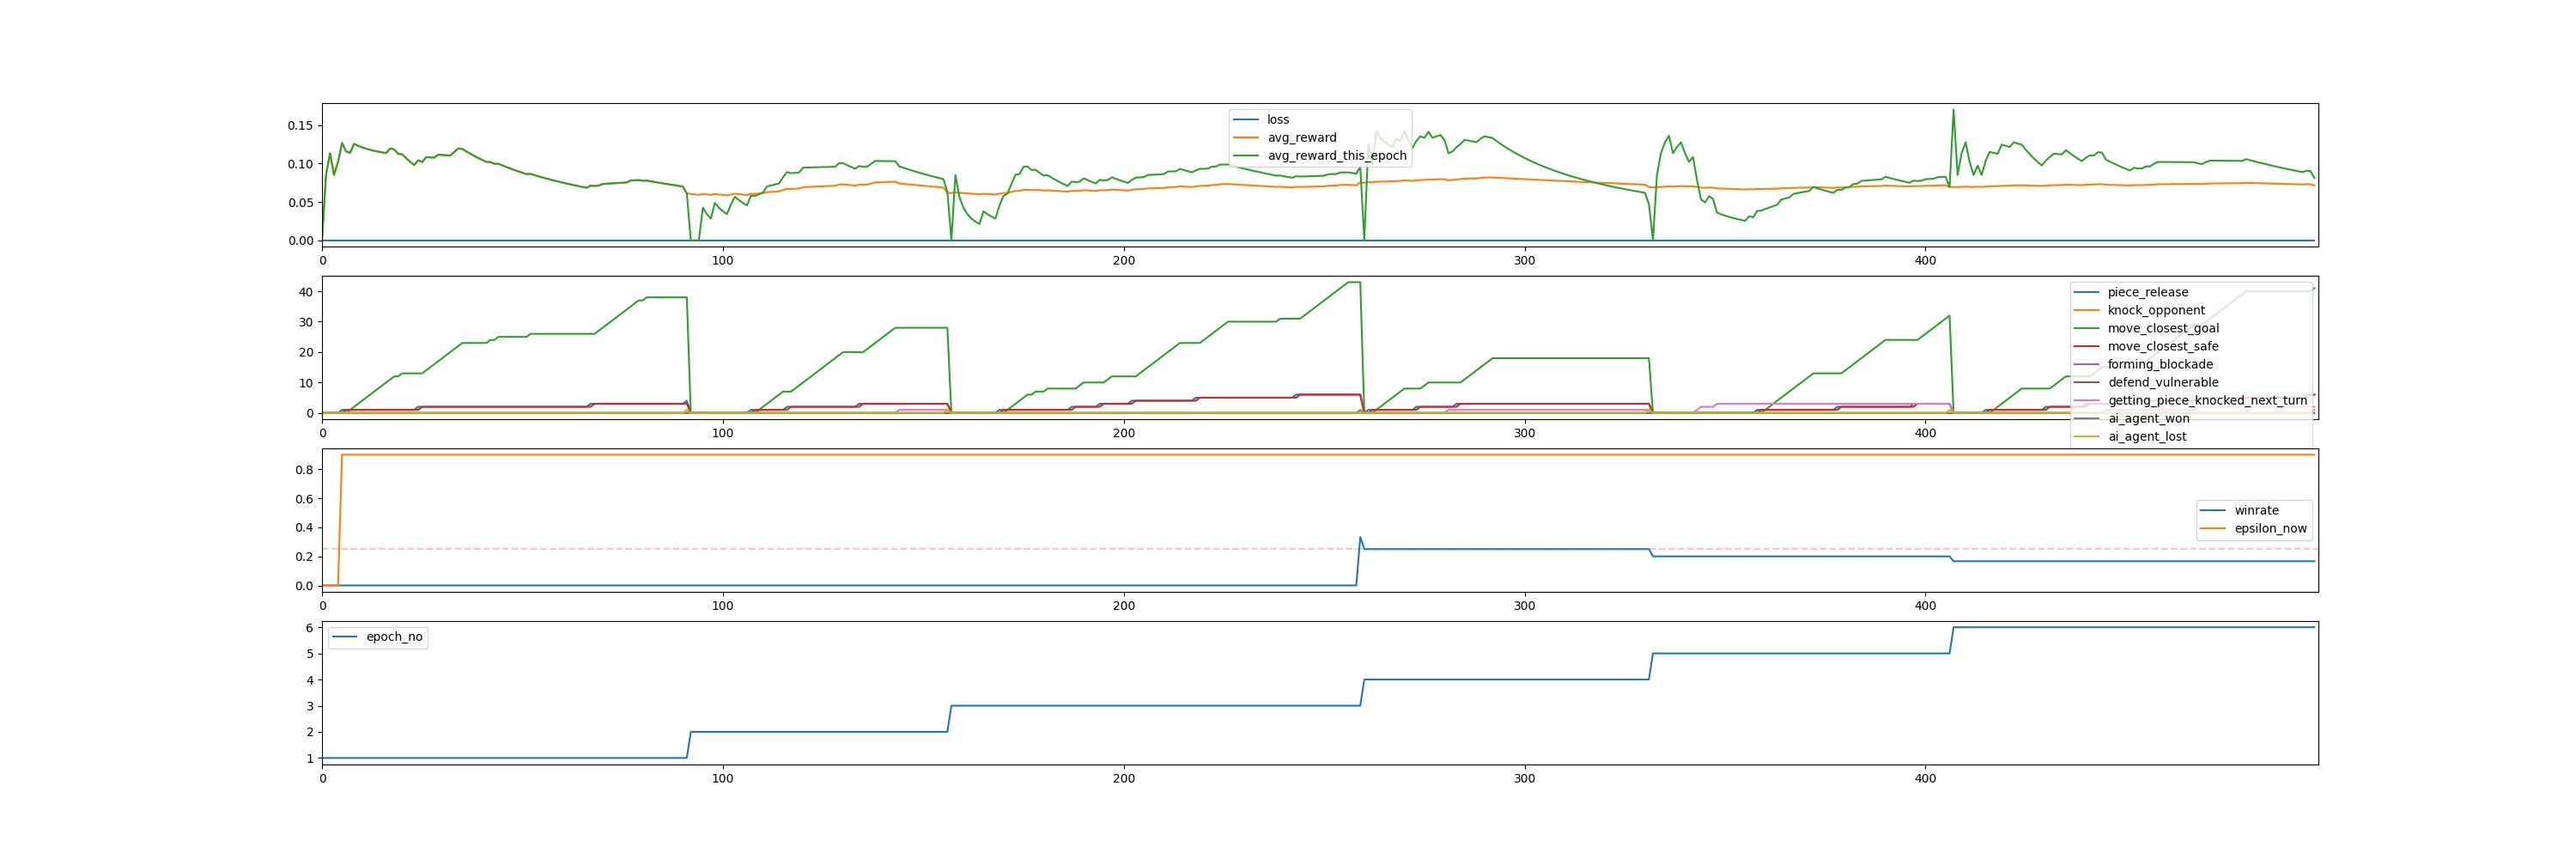 0.15
0.10
0.05
0.00
loss
avg_reward
avg_reward_this_epoch
0 100 200 300 400
40
30
20
10
0
piece_release
knock_opponent
move_closest_goal
move_closest_safe
forming_blockade
defend_vulnerable
getting_piece_knocked_next_turn
ai_agent_won
ai_agent_lost
0 100 200 300 400
0.8
0.6
0.4
0.2
0.0
winrate
epsilon_now
0 100 200 300 400
6
5
4
3
2
1
epoch_no
0 100 200 300 400